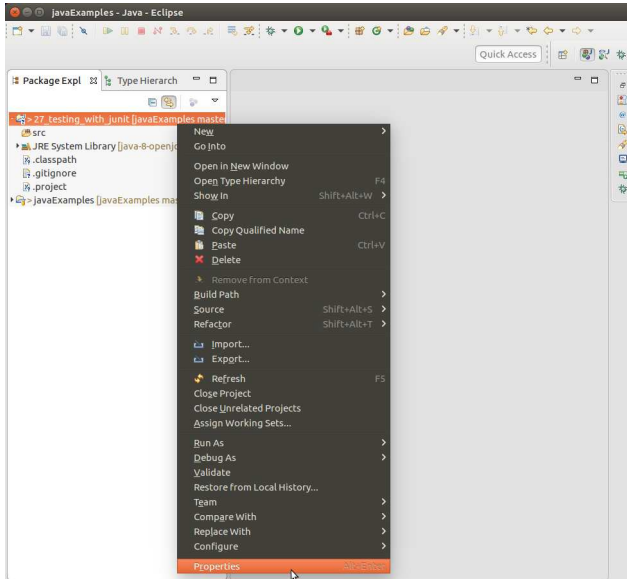 javaExamples - Java - Eclipse
Quick Access
Package Expl
Type Hierarch
> 27_testing_with_junit [javaExamples maste
src
JRE System Library [java-8-openj
.classpath
.gitignore
.project
> javaExamples [javaExamples mas
New
Go Into
Open in New Window
Open Type Hierarchy F4
Show In Shift+Alt+W
Copy Ctrl+C
Copy Qualified Name
Paste Ctrl+V
Delete
Remove from Context
Build Path
Source Shift+Alt+S
Refactor Shift+Alt+T
Import...
Export...
Refresh F5
Close Project
Close Unrelated Projects
Assign Working Sets...
Run As
Debug As
Validate
Restore from Local History...
Team
Compare With
Replace With
Configure
Properties Alt+Enter